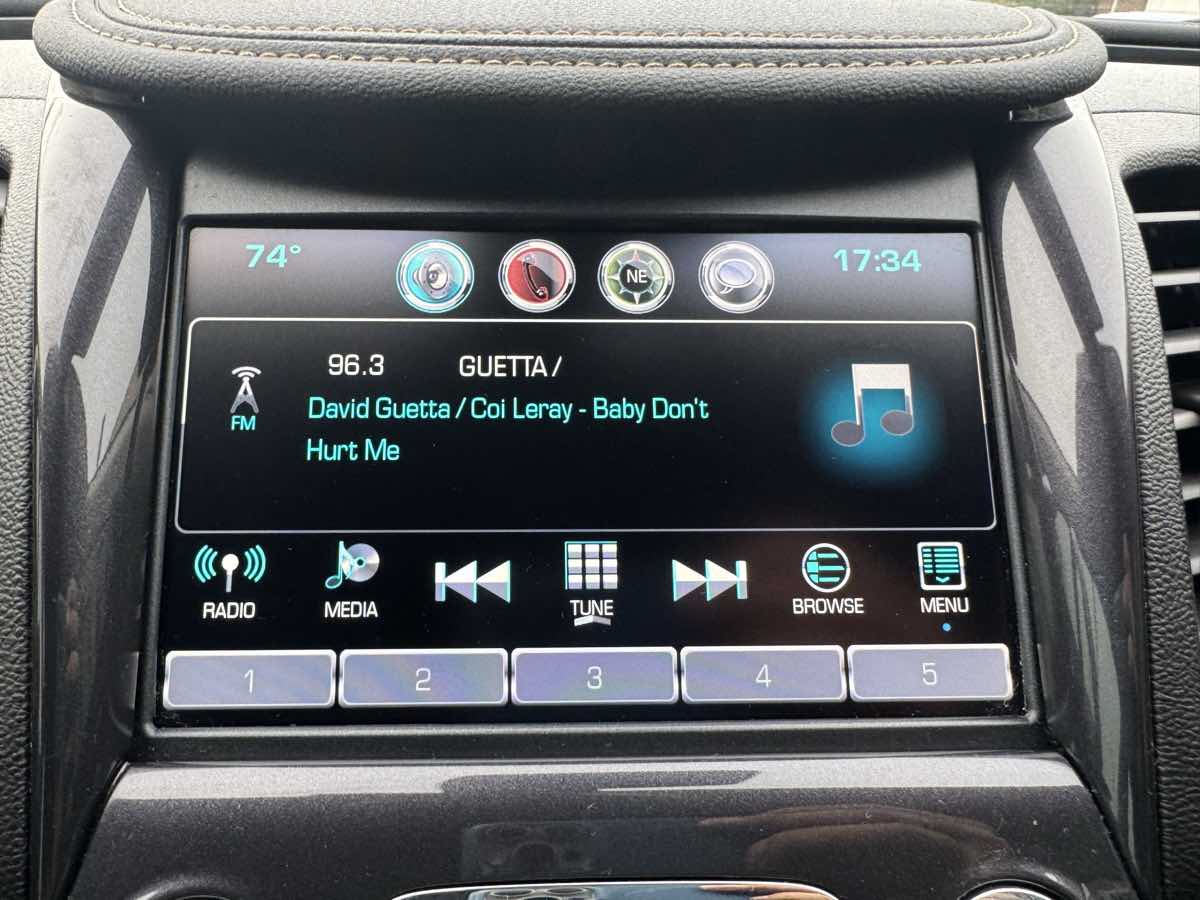 74°
NE
17:34
96.3 GUETTA /
FM
David Guetta / Coi Leray - Baby Don't
Hurt Me
RADIO
MEDIA
TUNE
BROWSE
MENU
1 2 3 4 5